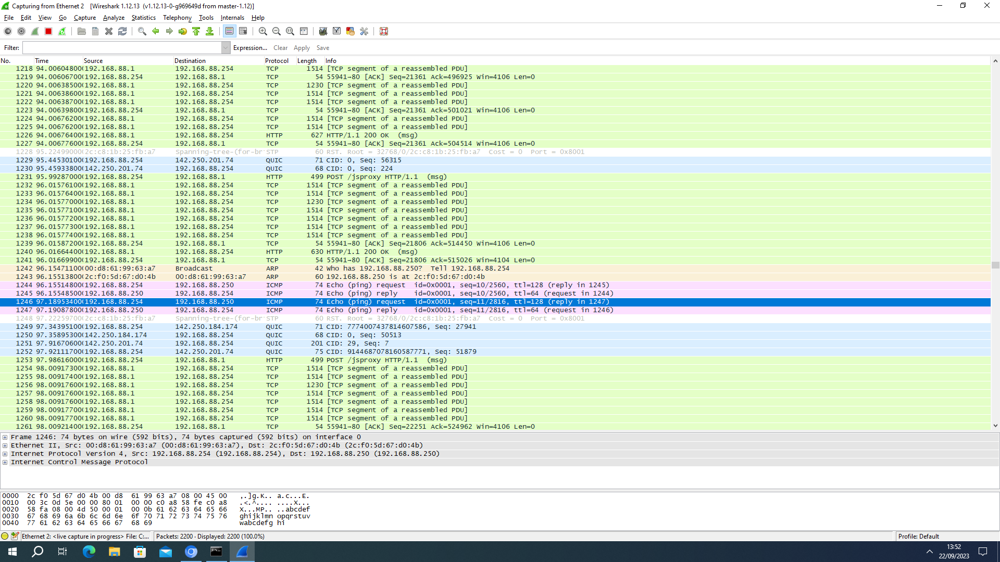 Capturing from Ethernet 2 [Wireshark 1.12.13 (v1.12.13-0-g969649d from master-1.12)]
File Edit View Go Capture Analyze Statistics Telephony Tools Internals Help
Filter: Expression... Clear Apply Save
No. Time Source Destination Protocol Length Info
1218 94.00604800( 192.168.88.1 192.168.88.254 TCP 1514 [TCP segment of a reassembled PDU]
1219 94.00606700( 192.168.88.254 192.168.88.1 TCP 54 55941→80 [ACK] Seq=21361 Ack=496925 Win=4106 Len=0
1220 94.00638500( 192.168.88.1 192.168.88.254 TCP 1230 [TCP segment of a reassembled PDU]
1221 94.00638600( 192.168.88.1 192.168.88.254 TCP 1514 [TCP segment of a reassembled PDU]
1222 94.00638700( 192.168.88.1 192.168.88.254 TCP 1514 [TCP segment of a reassembled PDU]
1223 94.00639800( 192.168.88.254 192.168.88.1 TCP 54 55941→80 [ACK] Seq=21361 Ack=501021 Win=4106 Len=0
1224 94.00676200( 192.168.88.1 192.168.88.254 TCP 1514 [TCP segment of a reassembled PDU]
1225 94.00676200( 192.168.88.1 192.168.88.254 TCP 1514 [TCP segment of a reassembled PDU]
1226 94.00676400( 192.168.88.1 192.168.88.254 HTTP 627 HTTP/1.1 200 OK (msg)
1227 94.00677600( 192.168.88.254 192.168.88.1 TCP 54 55941→80 [ACK] Seq=21361 Ack=504514 Win=4106 Len=0
1228 95.22499000( 2c:c8:1b:25:fb:a7 Spanning-tree-(for-br STP 60 RST. Root = 32768/0/2c:c8:1b:25:fb:a7 Cost = 0 Port = 0x8001
1229 95.44530100( 192.168.88.254 142.250.201.74 QUIC 71 CID: 0, Seq: 56315
1230 95.45933800( 142.250.201.74 192.168.88.254 QUIC 68 CID: 0, Seq: 224
1231 95.99287000( 192.168.88.254 192.168.88.1 HTTP 499 POST /jsproxy HTTP/1.1 (msg)
1232 96.01576100( 192.168.88.1 192.168.88.254 TCP 1514 [TCP segment of a reassembled PDU]
1233 96.01576400( 192.168.88.1 192.168.88.254 TCP 1514 [TCP segment of a reassembled PDU]
1234 96.01577000( 192.168.88.1 192.168.88.254 TCP 1230 [TCP segment of a reassembled PDU]
1235 96.01577100( 192.168.88.1 192.168.88.254 TCP 1514 [TCP segment of a reassembled PDU]
1236 96.01577200( 192.168.88.1 192.168.88.254 TCP 1514 [TCP segment of a reassembled PDU]
1237 96.01577300( 192.168.88.1 192.168.88.254 TCP 1514 [TCP segment of a reassembled PDU]
1238 96.01577400( 192.168.88.1 192.168.88.254 TCP 1514 [TCP segment of a reassembled PDU]
1239 96.01587200( 192.168.88.254 192.168.88.1 TCP 54 55941→80 [ACK] Seq=21806 Ack=514450 Win=4106 Len=0
1240 96.01664400( 192.168.88.1 192.168.88.254 HTTP 630 HTTP/1.1 200 OK (msg)
1241 96.01669900( 192.168.88.254 192.168.88.1 TCP 54 55941→80 [ACK] Seq=21806 Ack=515026 Win=4104 Len=0
1242 96.15471100( 00:d8:61:99:63:a7 Broadcast ARP 42 Who has 192.168.88.250? Tell 192.168.88.254
1243 96.15513800( 2c:f0:5d:67:d0:4b 00:d8:61:99:63:a7 ARP 60 192.168.88.250 is at 2c:f0:5d:67:d0:4b
1244 96.15514800( 192.168.88.254 192.168.88.250 ICMP 74 Echo (ping) request id=0x0001, seq=10/2560, ttl=128 (reply in 1245)
1245 96.15548500( 192.168.88.250 192.168.88.254 ICMP 74 Echo (ping) reply id=0x0001, seq=10/2560, ttl=64 (request in 1244)
1246 97.18953400( 192.168.88.254 192.168.88.250 ICMP 74 Echo (ping) request id=0x0001, seq=11/2816, ttl=128 (reply in 1247)
1247 97.19087800( 192.168.88.250 192.168.88.254 ICMP 74 Echo (ping) reply id=0x0001, seq=11/2816, ttl=64 (request in 1246)
1248 97.22259700( 2c:c8:1b:25:fb:a7 Spanning-tree-(for-br STP 60 RST. Root = 32768/0/2c:c8:1b:25:fb:a7 Cost = 0 Port = 0x8001
1249 97.34395100( 192.168.88.254 142.250.184.174 QUIC 71 CID: 7774007437814607586, Seq: 27941
1250 97.35895300( 142.250.184.174 192.168.88.254 QUIC 68 CID: 0, Seq: 50513
1251 97.91670600( 142.250.201.74 192.168.88.254 QUIC 201 CID: 29, Seq: 7
1252 97.92111700( 192.168.88.254 142.250.201.74 QUIC 75 CID: 9144687078160587771, Seq: 51879
1253 97.98616000( 192.168.88.254 192.168.88.1 HTTP 499 POST /jsproxy HTTP/1.1 (msg)
1254 98.00917300( 192.168.88.1 192.168.88.254 TCP 1514 [TCP segment of a reassembled PDU]
1255 98.00917400( 192.168.88.1 192.168.88.254 TCP 1514 [TCP segment of a reassembled PDU]
1256 98.00917600( 192.168.88.1 192.168.88.254 TCP 1230 [TCP segment of a reassembled PDU]
1257 98.00917600( 192.168.88.1 192.168.88.254 TCP 1514 [TCP segment of a reassembled PDU]
1258 98.00917600( 192.168.88.1 192.168.88.254 TCP 1514 [TCP segment of a reassembled PDU]
1259 98.00917700( 192.168.88.1 192.168.88.254 TCP 1514 [TCP segment of a reassembled PDU]
1260 98.00917700( 192.168.88.1 192.168.88.254 TCP 1514 [TCP segment of a reassembled PDU]
1261 98.00921400( 192.168.88.254 192.168.88.1 TCP 54 55941→80 [ACK] Seq=22251 Ack=524962 Win=4106 Len=0
Frame 1246: 74 bytes on wire (592 bits), 74 bytes captured (592 bits) on interface 0
Ethernet II, Src: 00:d8:61:99:63:a7 (00:d8:61:99:63:a7), Dst: 2c:f0:5d:67:d0:4b (2c:f0:5d:67:d0:4b)
Internet Protocol Version 4, Src: 192.168.88.254 (192.168.88.254), Dst: 192.168.88.250 (192.168.88.250)
Internet Control Message Protocol
0000 2c f0 5d 67 d0 4b 00 d8 61 99 63 a7 08 00 45 00 ,.]g.K.. a.c...E.
0010 00 3c 0d 5e 00 00 80 01 00 00 c0 a8 58 fe c0 a8 .<.^.... ....X...
0020 58 fa 08 00 4d 50 00 01 00 0b 61 62 63 64 65 66 X...MP.. ..abcdef
0030 67 68 69 6a 6b 6c 6d 6e 6f 70 71 72 73 74 75 76 ghijklmn opqrstuv
0040 77 61 62 63 64 65 66 67 68 69 wabcdefg hi
Ethernet 2: <live capture in progress> File: C:... Packets: 2200 · Displayed: 2200 (100.0%) Profile: Default
13:52
22/09/2023